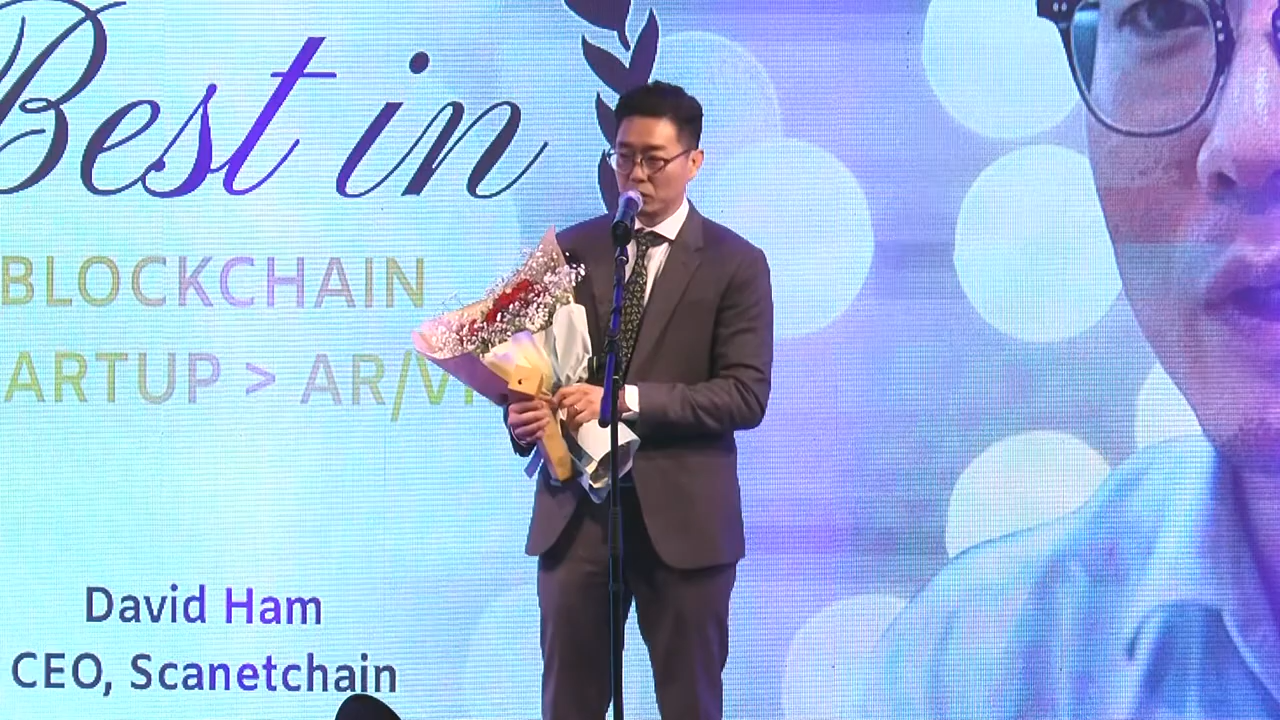 Best in
BLOCKCHAIN
ARTUP > AR/V
David Ham
CEO, Scanetchain